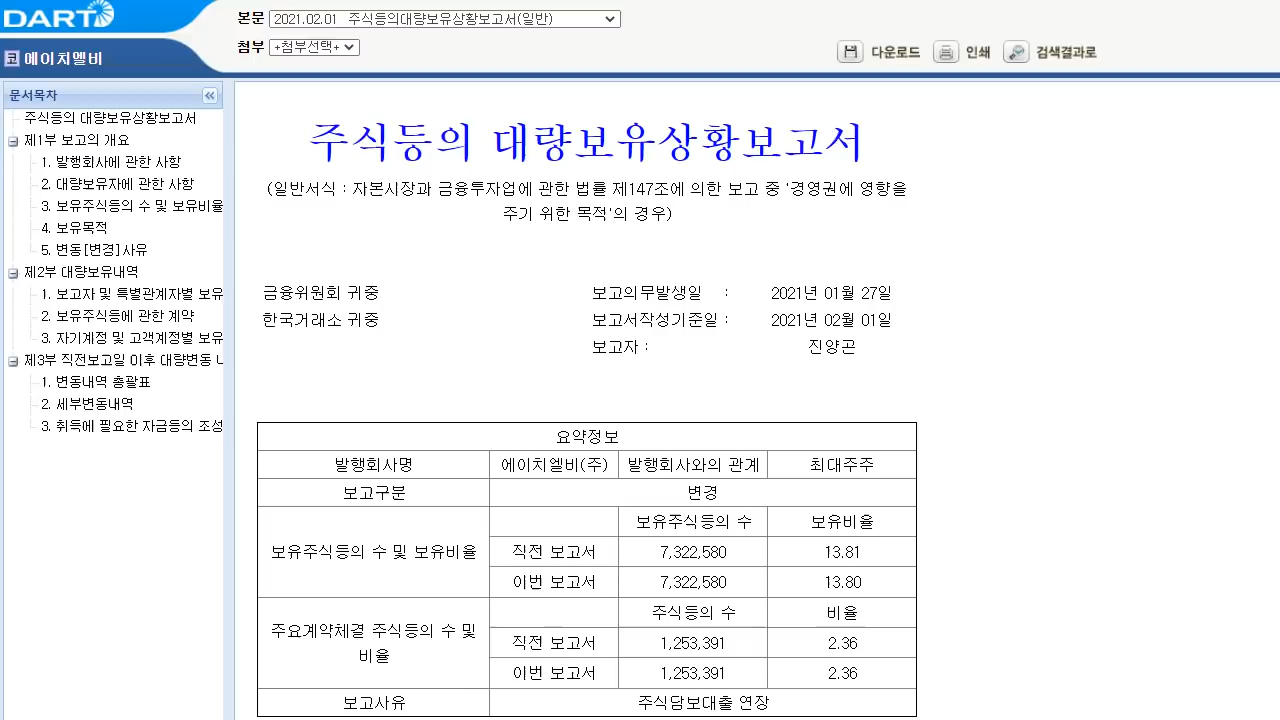 DART
본문 2021.02.01 주식등의대량보유상황보고서(일반)
첨부 +첨부선택+
다운로드 인쇄 검색결과로
코 에이치엘비
문서목차
주식등의 대량보유상황보고서
제1부 보고의 개요
1. 발행회사에 관한 사항
2. 대량보유자에 관한 사항
3. 보유주식등의 수 및 보유비율
4. 보유목적
5. 변동[변경]사유
제2부 대량보유내역
1. 보고자 및 특별관계자별 보유
2. 보유주식등에 관한 계약
3. 자기계정 및 고객계정별 보유
제3부 직전보고일 이후 대량변동 
1. 변동내역 총괄표
2. 세부변동내역
3. 취득에 필요한 자금등의 조성
주식등의 대량보유상황보고서
(일반서식 : 자본시장과 금융투자업에 관한 법률 제147조에 의한 보고 중 '경영권에 영향을
주기 위한 목적'의 경우)
금융위원회 귀중 보고의무발생일 : 2021년 01월 27일
한국거래소 귀중 보고서작성기준일 : 2021년 02월 01일
보고자 : 진양곤
요약정보
발행회사명 에이치엘비(주) 발행회사와의 관계 최대주주
보고구분 변경
보유주식등의 수 및 보유비율 보유주식등의 수 보유비율
직전 보고서 7,322,580 13.81
이번 보고서 7,322,580 13.80
주요계약체결 주식등의 수 및
비율
주식등의 수 비율
직전 보고서 1,253,391 2.36
이번 보고서 1,253,391 2.36
보고사유 주식담보대출 연장